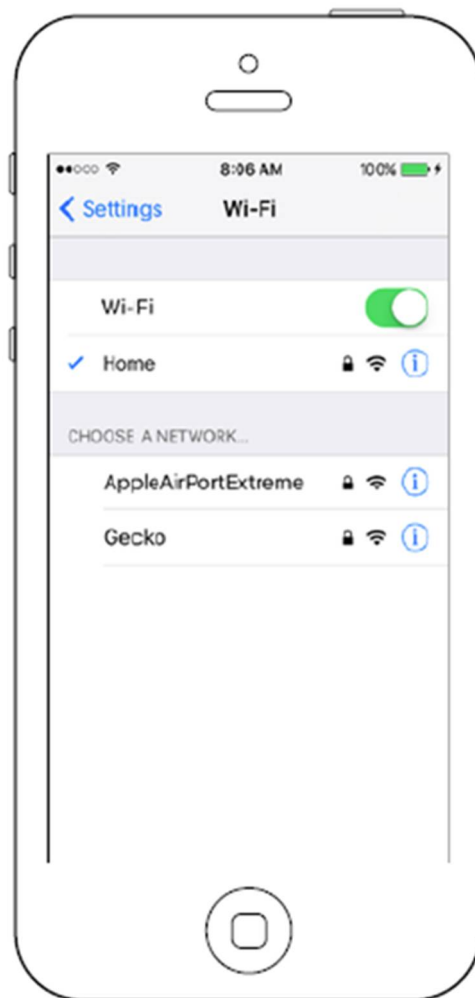 8:06 AM 100%
Settings Wi-Fi
Wi-Fi
Home
CHOOSE A NETWORK...
AppleAirPortExtreme
Gecko